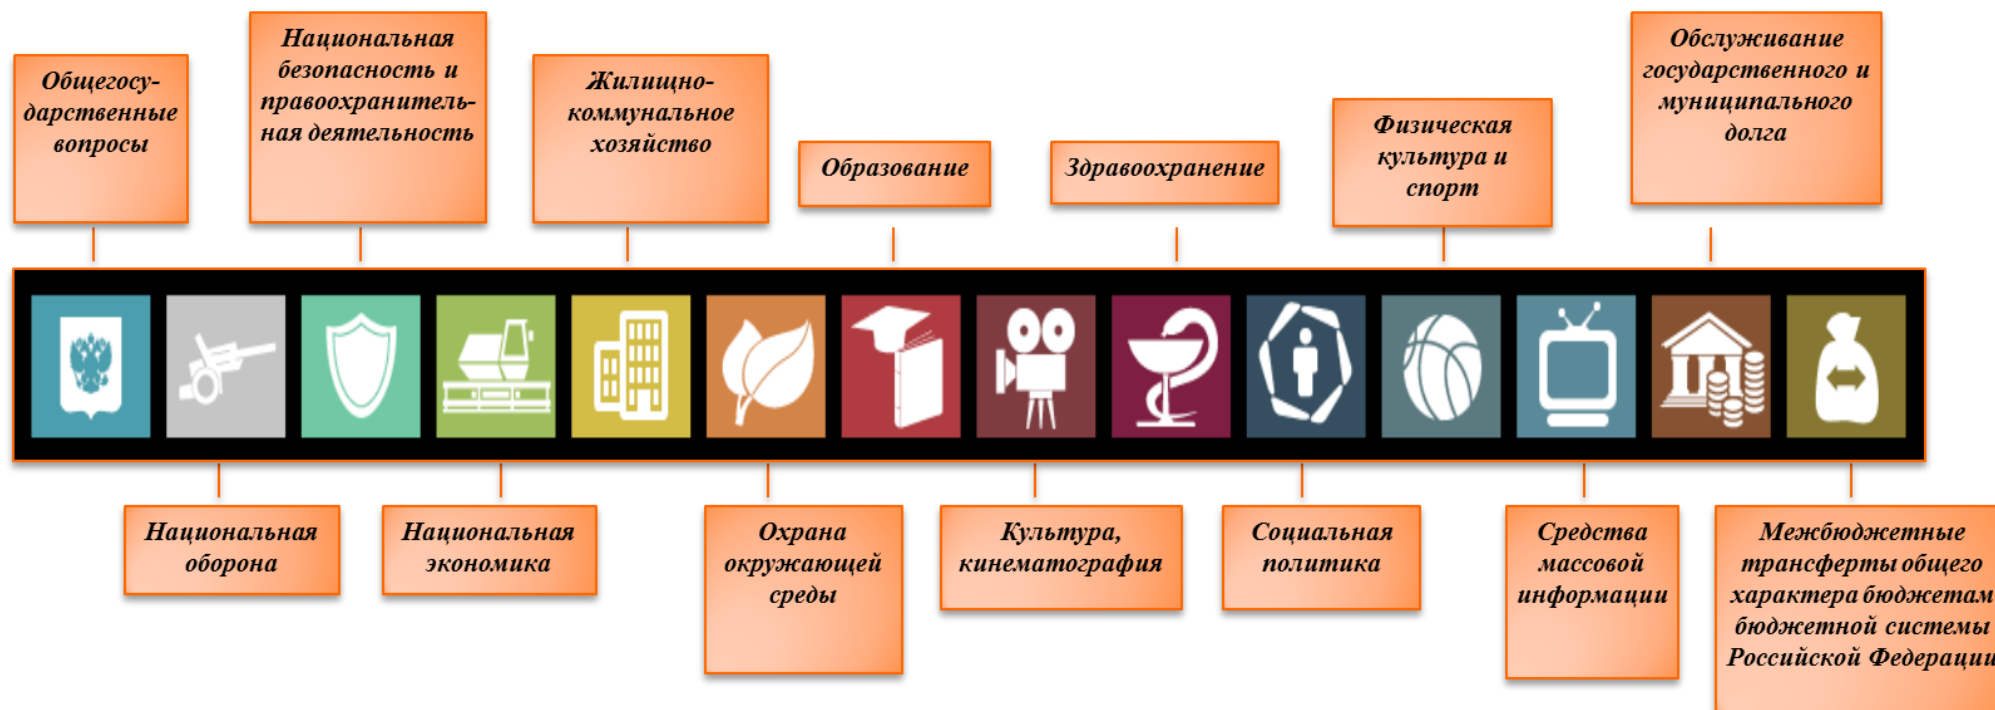 Общегосу-
дарственные
вопросы
Национальная
безопасность и
правоохранитель-
ная деятельность
Жилищно-
коммунальное
хозяйство
Образование
Здравоохранение
Физическая
культура и
спорт
Обслуживание
государственного и
муниципального
долга
Национальная
оборона
Национальная
экономика
Охрана
окружающей
среды
Культура,
кинематография
Социальная
политика
Средства
массовой
информации
Межбюджетные
трансферты общего
характера бюджетам
бюджетной системы
Российской Федерации